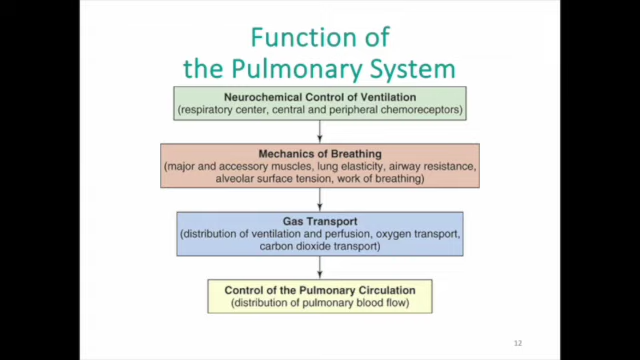 Function of
the Pulmonary System
Neurochemical Control of Ventilation
(respiratory center, central and peripheral chemoreceptors)
Mechanics of Breathing
(major and accessory muscles, lung elasticity, airway resistance,
alveolar surface tension, work of breathing)
Gas Transport
(distribution of ventilation and perfusion, oxygen transport,
carbon dioxide transport)
Control of the Pulmonary Circulation
(distribution of pulmonary blood flow)
12